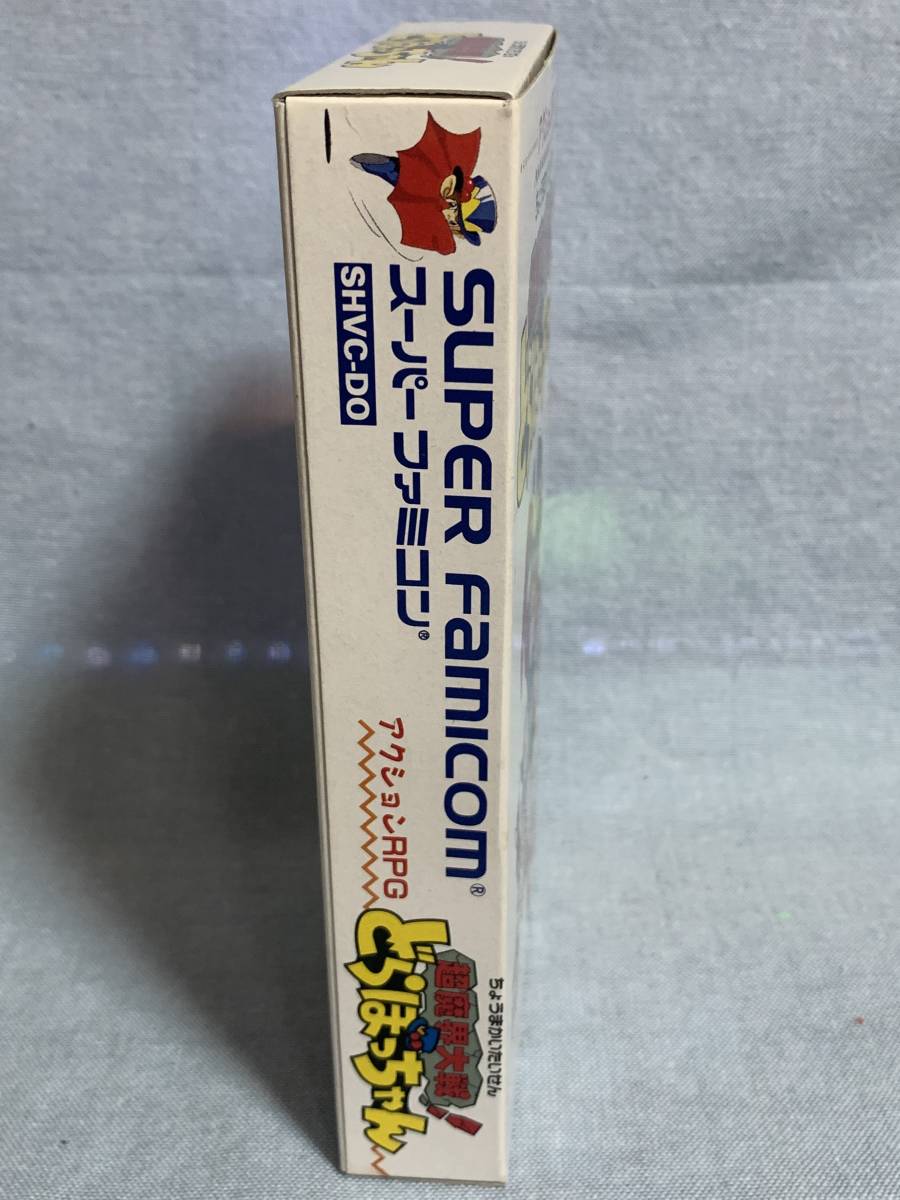 SUPER FAMICOM®
スーパーファミコン®
SHVC-DO
アクションRPG
ちょうまかいたいせん
超魔界大戦!
どらぼっちゃん